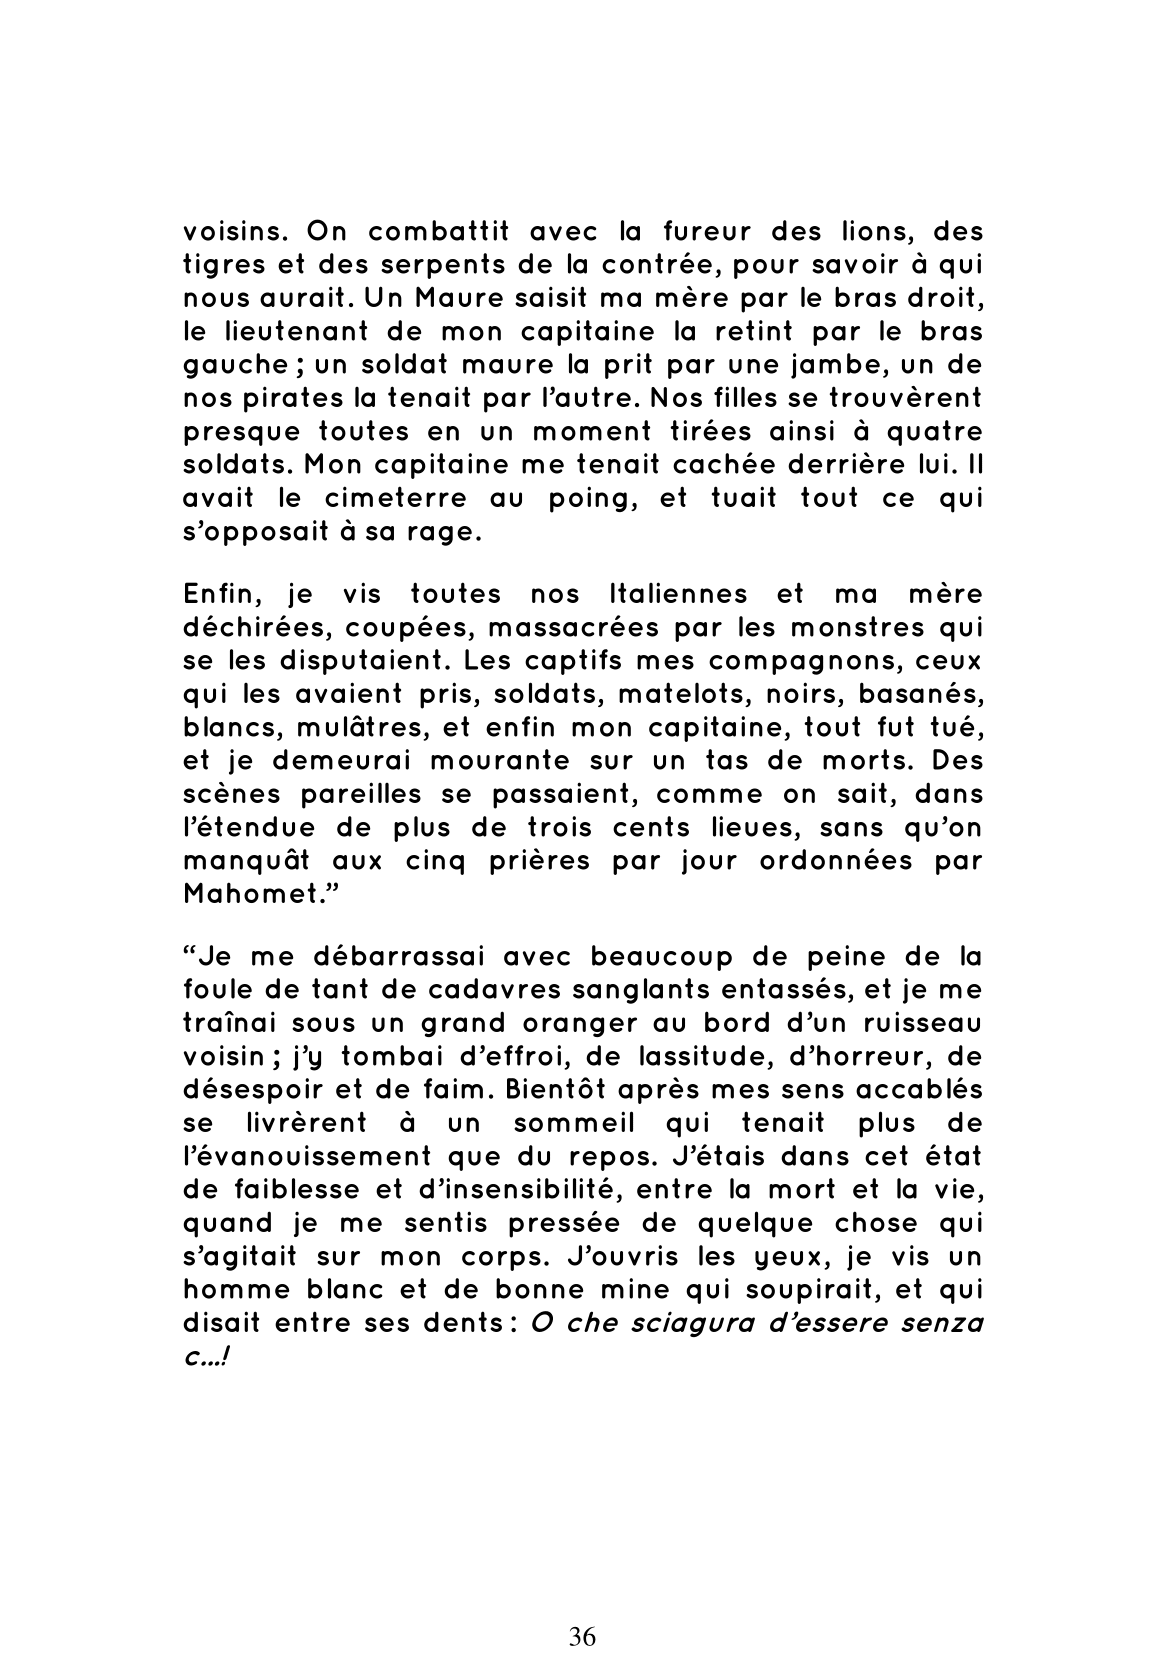 voisins. On combattit avec la fureur des lions, des
tigres et des serpents de la contrée, pour savoir à qui
nous aurait. Un Maure saisit ma mère par le bras droit,
le lieutenant de mon capitaine la retint par le bras
gauche ; un soldat maure la prit par une jambe, un de
nos pirates la tenait par l’autre. Nos filles se trouvèrent
presque toutes en un moment tirées ainsi à quatre
soldats. Mon capitaine me tenait cachée derrière lui. Il
avait le cimeterre au poing, et tuait tout ce qui
s’opposait à sa rage.
Enfin, je vis toutes nos Italiennes et ma mère
déchirées, coupées, massacrées par les monstres qui
se les disputaient. Les captifs mes compagnons, ceux
qui les avaient pris, soldats, matelots, noirs, basanés,
blancs, mulâtres, et enfin mon capitaine, tout fut tué,
et je demeurai mourante sur un tas de morts. Des
scènes pareilles se passaient, comme on sait, dans
l’étendue de plus de trois cents lieues, sans qu’on
manquât aux cinq prières par jour ordonnées par
Mahomet.”
“Je me débarrassai avec beaucoup de peine de la
foule de tant de cadavres sanglants entassés, et je me
traînai sous un grand oranger au bord d’un ruisseau
voisin ; j’y tombai d’effroi, de lassitude, d’horreur, de
désespoir et de faim. Bientôt après mes sens accablés
se livrèrent à un sommeil qui tenait plus de
l’évanouissement que du repos. J’étais dans cet état
de faiblesse et d’insensibilité, entre la mort et la vie,
quand je me sentis pressée de quelque chose qui
s’agitait sur mon corps. J’ouvris les yeux, je vis un
homme blanc et de bonne mine qui soupirait, et qui
disait entre ses dents : O che sciagura d’essere senza
c...!
36